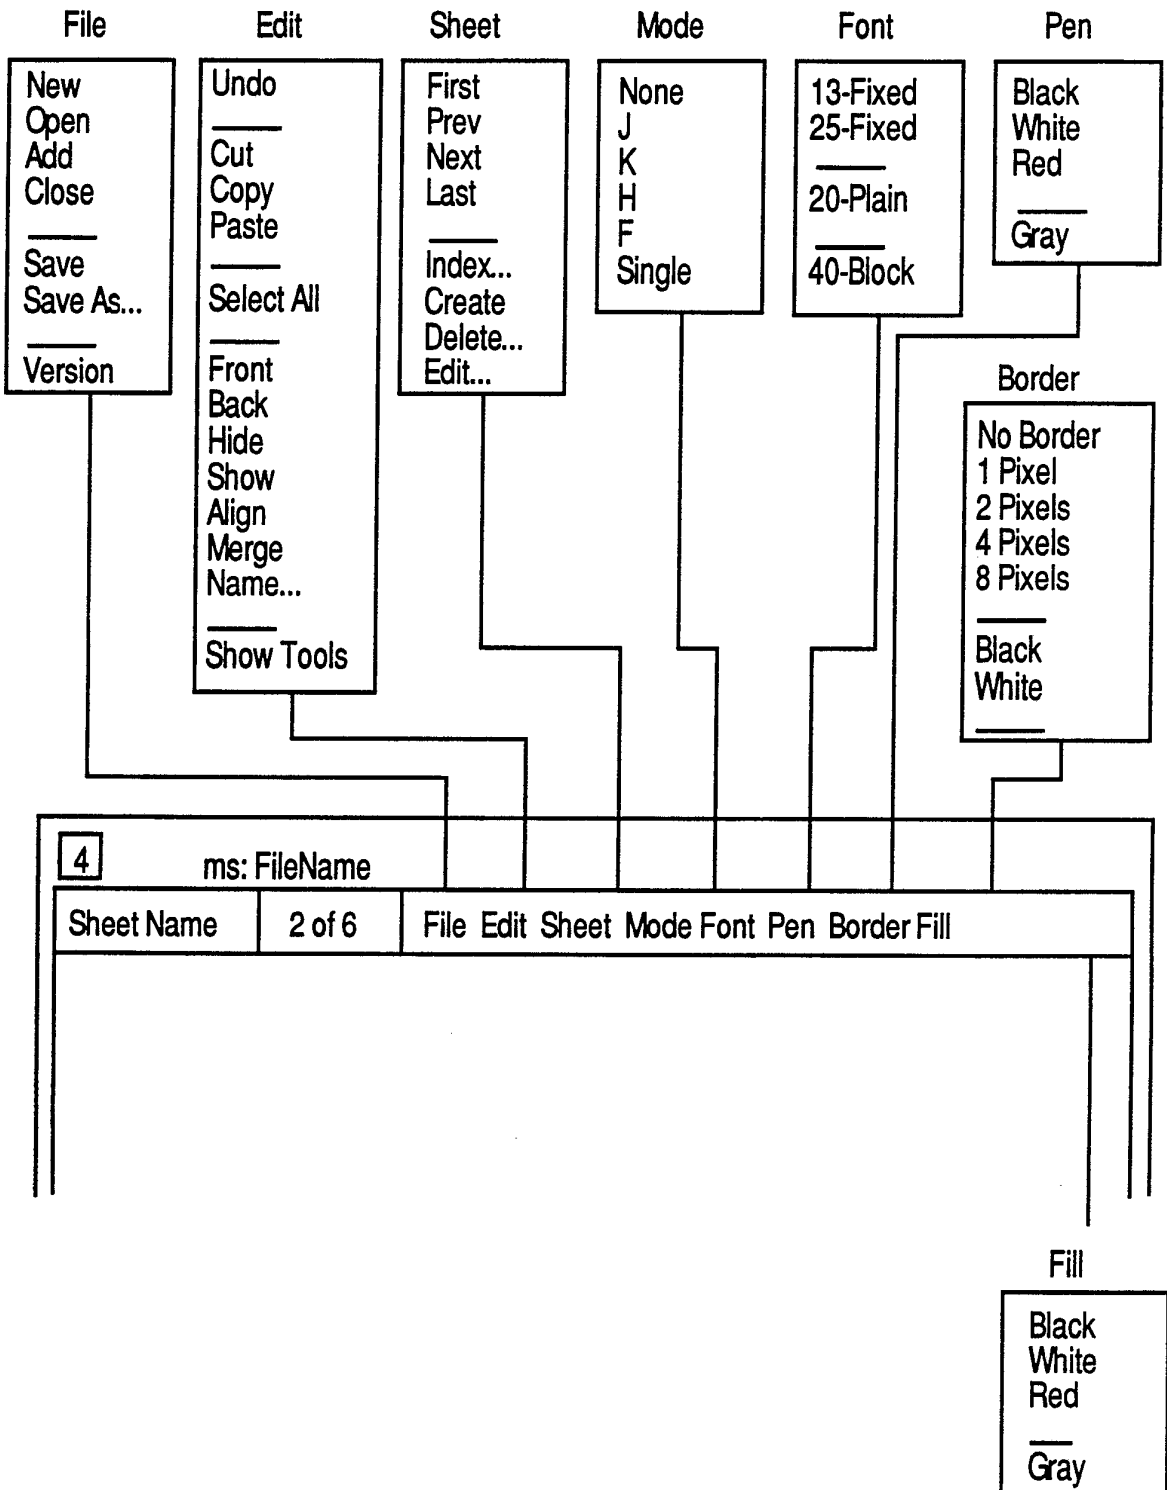 File
New
Open
Add
Close
Save
Save As...
Version
Edit
Undo
Cut
Copy
Paste
Select All
Front
Back
Hide
Show
Align
Merge
Name...
Show Tools
Sheet
First
Prev
Next
Last
Index...
Create
Delete...
Edit...
Mode
None
J
K
H
F
Single
Font
13-Fixed
25-Fixed
20-Plain
40-Block
Pen
Black
White
Red
Gray
Border
No Border
1 Pixel
2 Pixels
4 Pixels
8 Pixels
Black
White
4
ms: FileName
Sheet Name 2 of 6 File Edit Sheet Mode Font Pen Border Fill
Fill
Black
White
Red
Gray